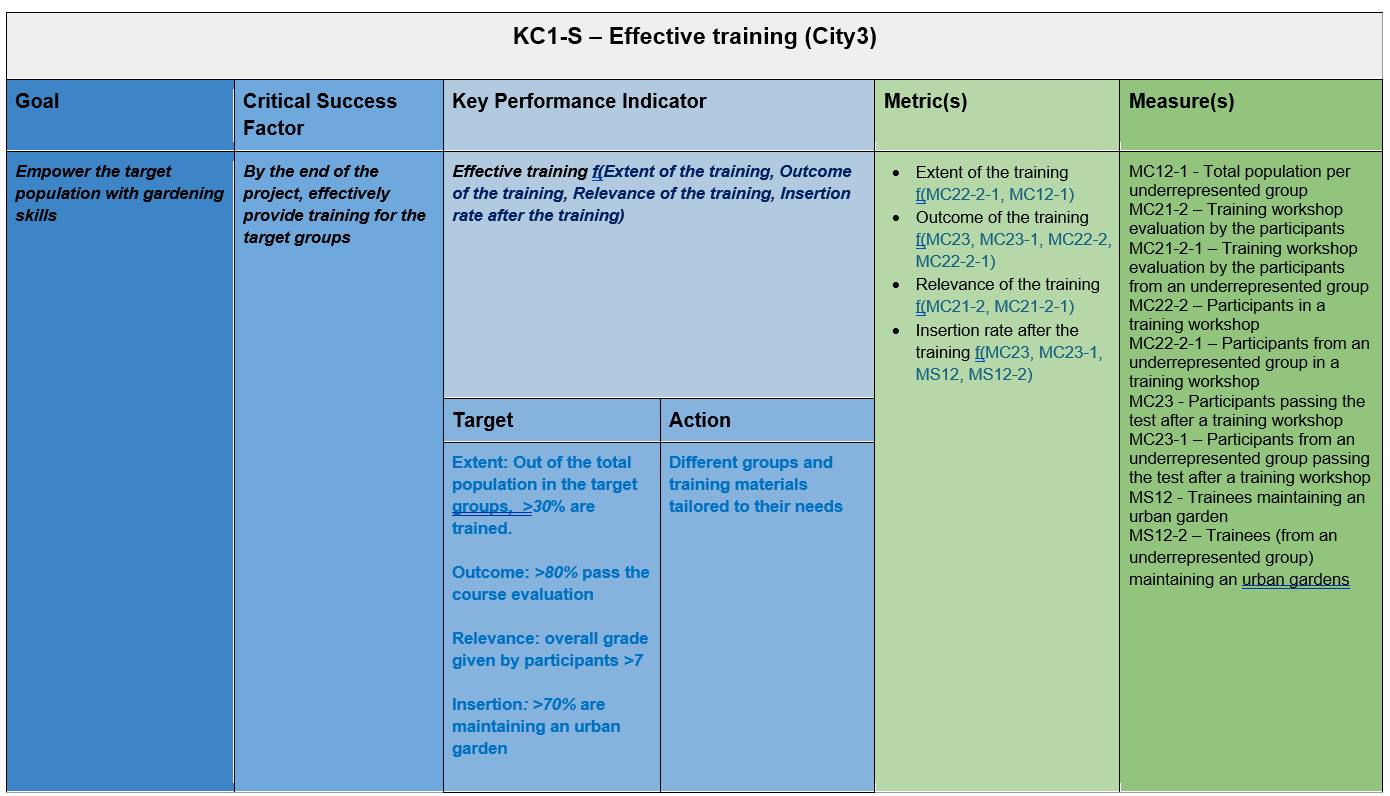 KC1-S – Effective training (City3)
Goal
Critical Success
Factor
Key Performance Indicator
Metric(s)
Measure(s)
Empower the target
population with gardening
skills
By the end of the
project, effectively
provide training for the
target groups
Effective training f(Extent of the training, Outcome
of the training, Relevance of the training, Insertion
rate after the training)
Target
Action
Extent: Out of the total
population in the target
groups,  >30% are
trained.
Outcome: >80% pass the
course evaluation
Relevance: overall grade
given by participants >7
Insertion: >70% are
maintaining an urban
garden
Different groups and
training materials
tailored to their needs
• Extent of the training
f(MC22-2-1, MC12-1)
• Outcome of the training
f(MC23, MC23-1, MC22-2,
MC22-2-1)
• Relevance of the training
f(MC21-2, MC21-2-1)
• Insertion rate after the
training f(MC23, MC23-1,
MS12, MS12-2)
MC12-1 - Total population per
underrepresented group
MC21-2 – Training workshop
evaluation by the participants
MC21-2-1 – Training workshop
evaluation by the participants
from an underrepresented group
MC22-2 – Participants in a
training workshop
MC22-2-1 – Participants from an
underrepresented group in a
training workshop
MC23 - Participants passing the
test after a training workshop
MC23-1 – Participants from an
underrepresented group passing
the test after a training workshop
MS12 - Trainees maintaining an
urban garden
MS12-2 – Trainees (from an
underrepresented group)
maintaining an urban gardens